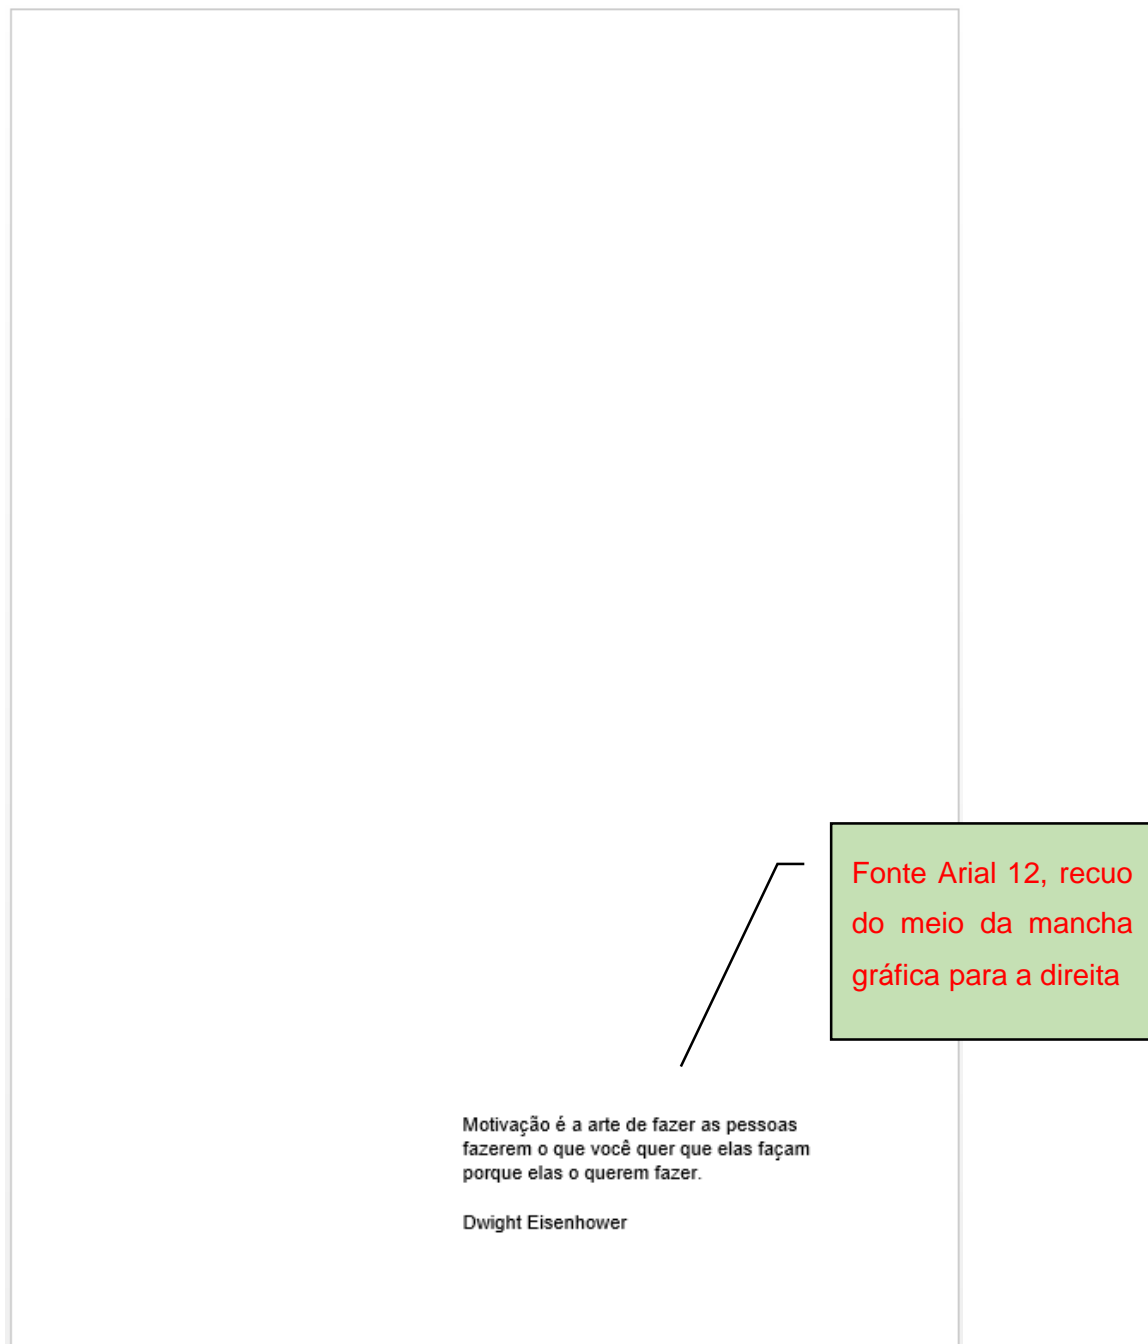 Fonte Arial 12, recuo
do meio da mancha
gráfica para a direita
Motivação é a arte de fazer as pessoas
fazerem o que você quer que elas façam
porque elas o querem fazer.
Dwight Eisenhower